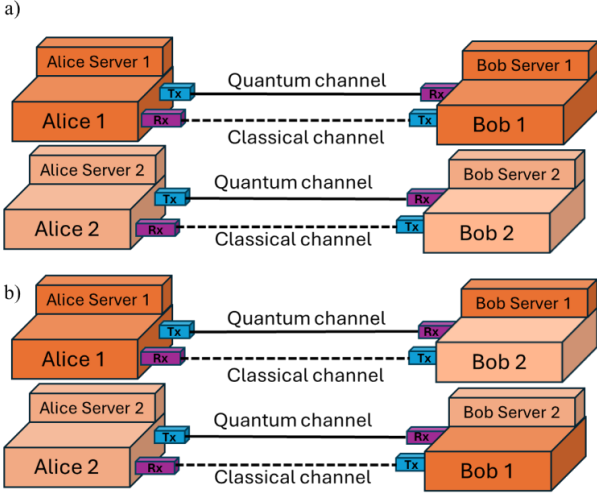 a)
Alice Server 1
Bob Server 1
Quantum channel
Tx
Rx
Alice 1
Rx
Tx
Bob 1
Classical channel
Alice Server 2
Bob Server 2
Quantum channel
Tx
Rx
Alice 2
Rx
Tx
Bob 2
Classical channel
b)
Alice Server 1
Bob Server 1
Quantum channel
Tx
Rx
Alice 1
Rx
Tx
Bob 2
Classical channel
Alice Server 2
Bob Server 2
Quantum channel
Tx
Rx
Alice 2
Rx
Tx
Bob 1
Classical channel